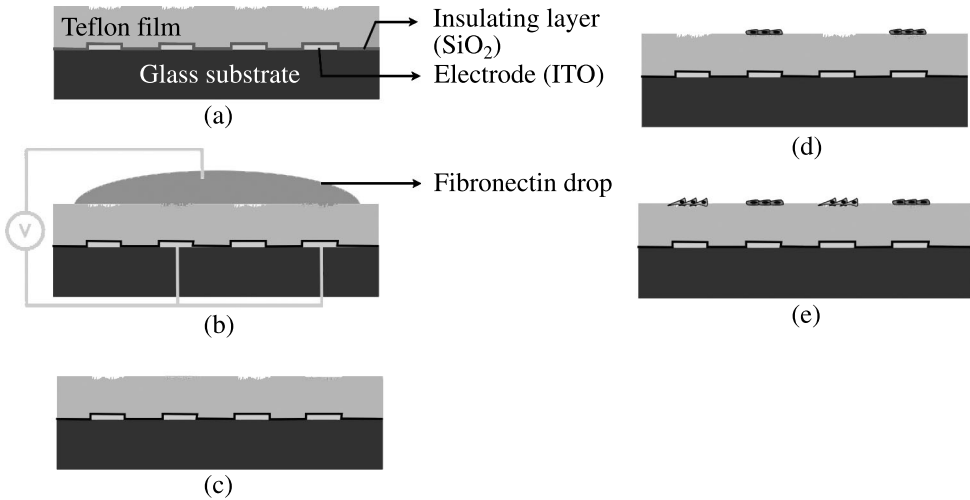 Teflon film
Insulating layer
(SiO₂)
Glass substrate
Electrode (ITO)
(a)
V
Fibronectin drop
(b)
(c)
(d)
(e)